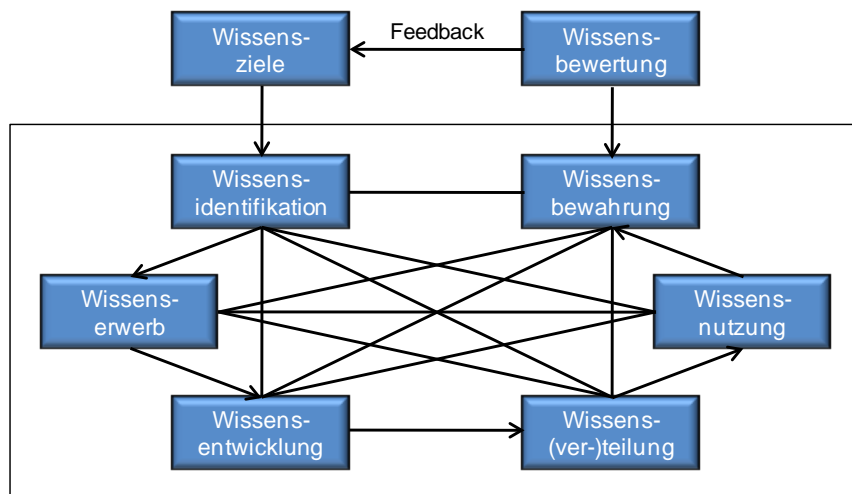 Wissens-
ziele
Feedback
Wissens-
bewertung
Wissens-
identifikation
Wissens-
bewahrung
Wissens-
erwerb
Wissens-
nutzung
Wissens-
entwicklung
Wissens-
(ver-)teilung